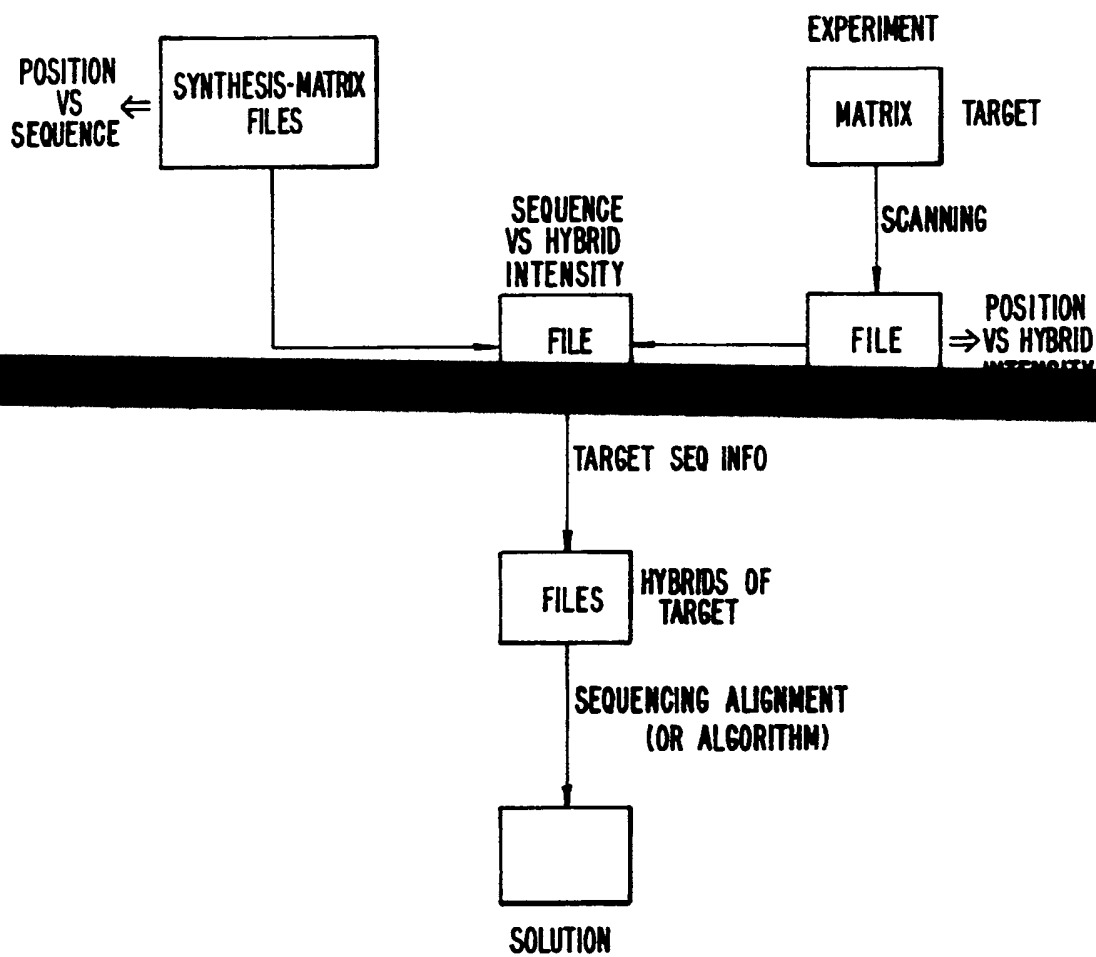 EXPERIMENT
POSITION
VS
SEQUENCE
SYNTHESIS-MATRIX
FILES
MATRIX
TARGET
SCANNING
SEQUENCE
VS HYBRID
INTENSITY
FILE
FILE
POSITION
VS HYBRID
TARGET SEQ INFO
FILES
HYBRIDS OF
TARGET
SEQUENCING ALIGNMENT
(OR ALGORITHM)
SOLUTION